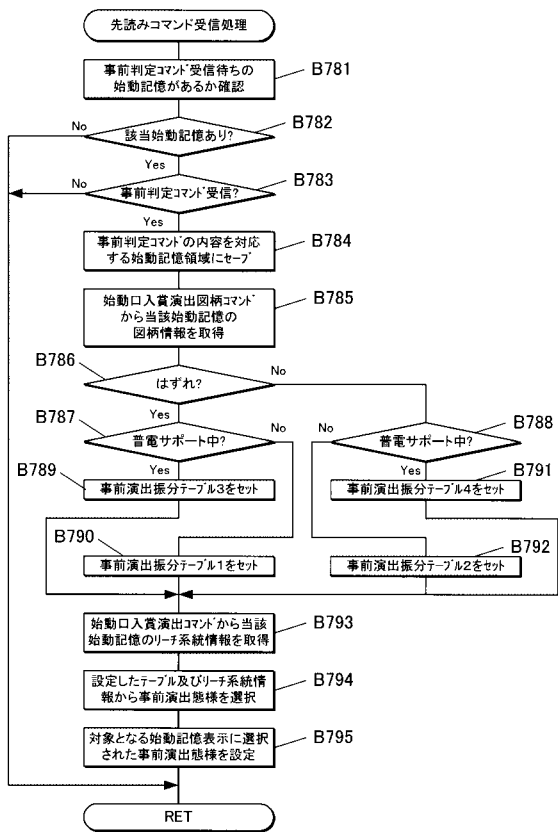 先読みコマンド受信処理
事前判定コマンド受信待ちの
始動記憶があるか確認
B781
該当始動記憶あり?
B782
No
Yes
事前判定コマンド受信?
B783
No
Yes
事前判定コマンドの内容を対応
する始動記憶領域にセーブ
B784
始動口入賞演出図柄コマンド
から当該始動記憶の
図柄情報を取得
B785
B786
はずれ?
No
Yes
B787
普電サポート中?
No
Yes
B788
普電サポート中?
No
Yes
B789
事前演出振分テーブル3をセット
B791
事前演出振分テーブル4をセット
B790
事前演出振分テーブル1をセット
B792
事前演出振分テーブル2をセット
始動口入賞演出コマンドから当該
始動記憶のリーチ系統情報を取得
B793
設定したテーブル及びリーチ系統情
報から事前演出態様を選択
B794
対象となる始動記憶表示に選択
された事前演出態様を設定
B795
RET